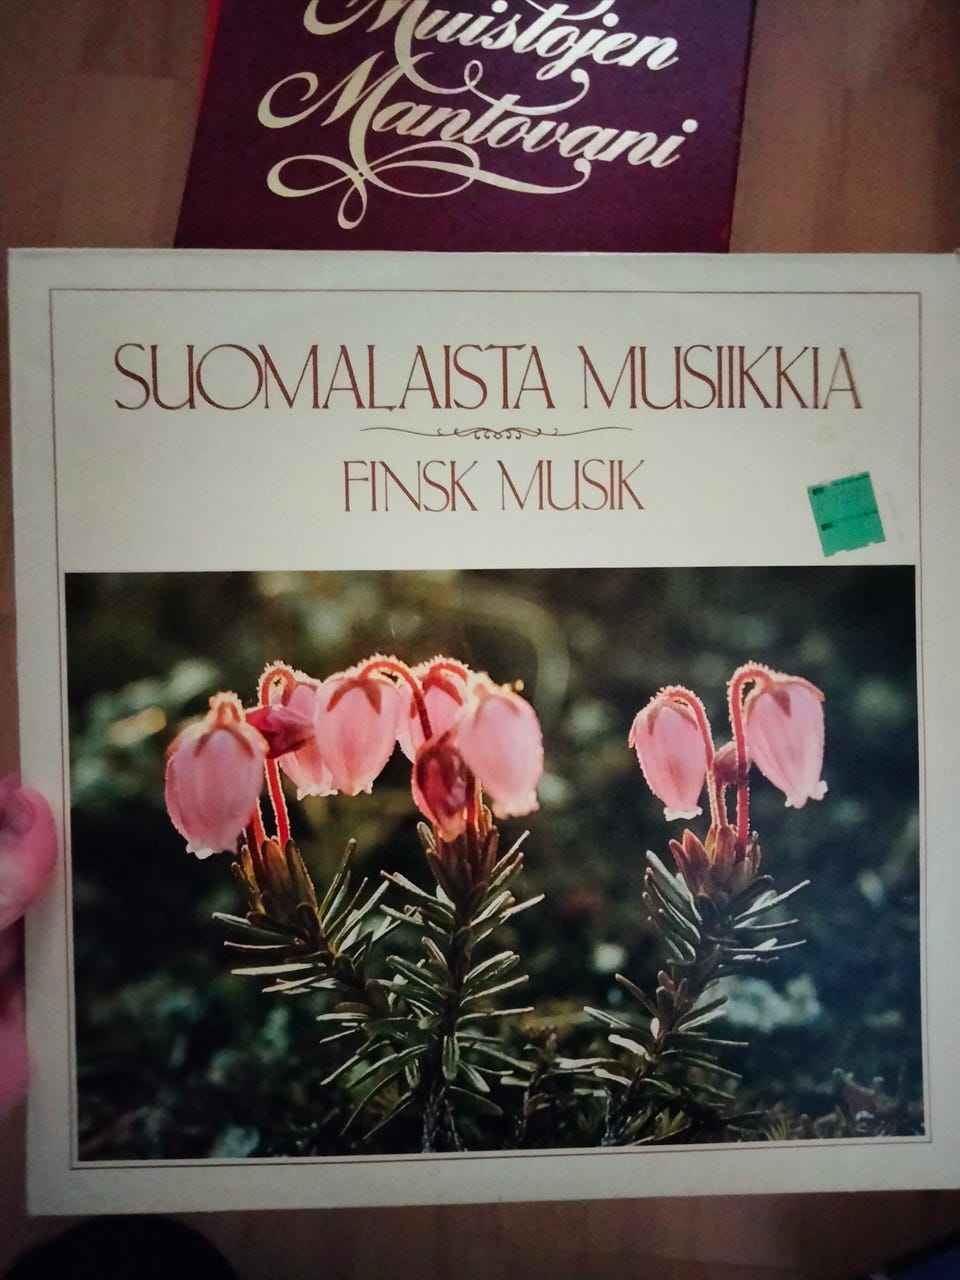 Muistojen
Mantovani
SUOMALAISTA MUSIIKKIA
FINSK MUSIK